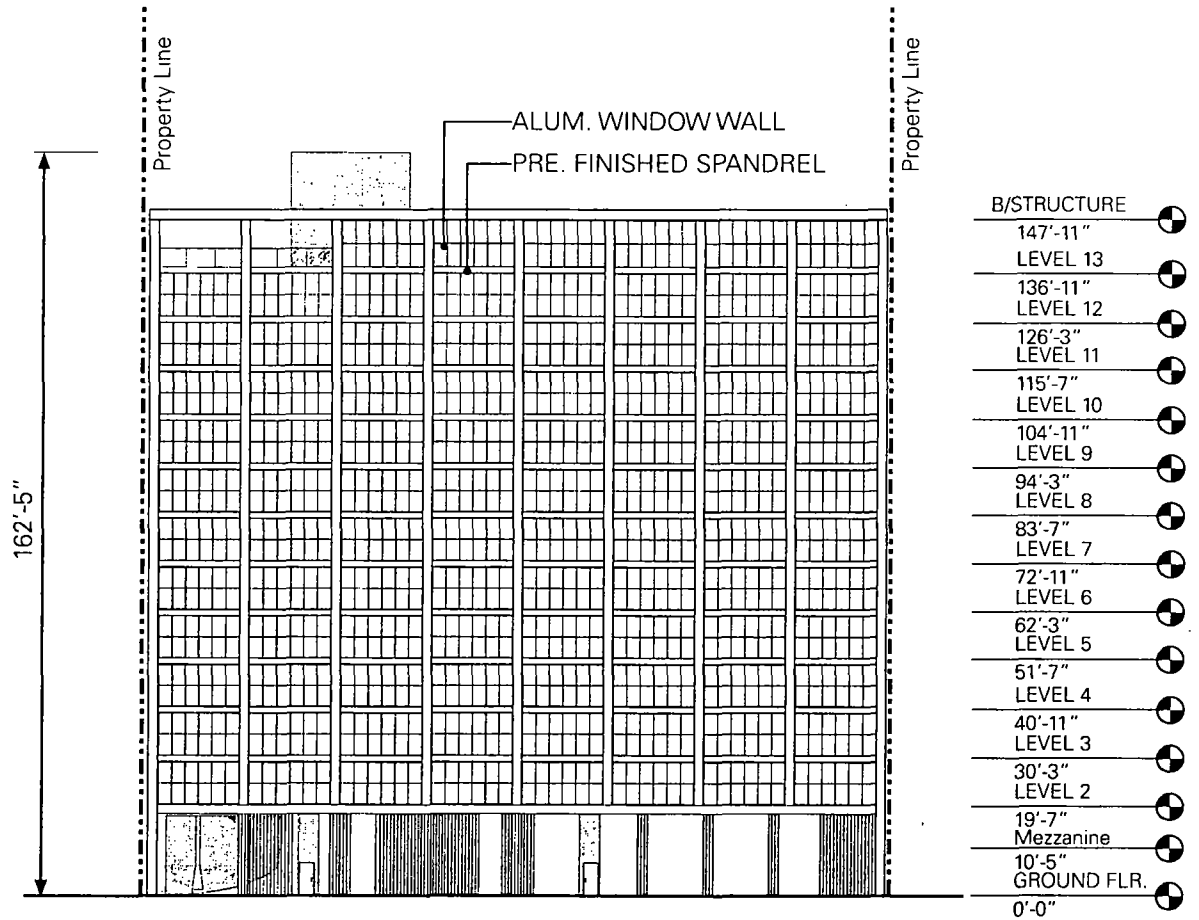 Property Line
Property Line
ALUM. WINDOW WALL
PRE. FINISHED SPANDREL
162'-5"
B/STRUCTURE
147'-11"
LEVEL 13
136'-11"
LEVEL 12
126'-3"
LEVEL 11
115'-7"
LEVEL 10
104'-11"
LEVEL 9
94'-3"
LEVEL 8
83'-7"
LEVEL 7
72'-11"
LEVEL 6
62'-3"
LEVEL 5
51'-7"
LEVEL 4
40'-11"
LEVEL 3
30'-3"
LEVEL 2
19'-7"
Mezzanine
10'-5"
GROUND FLR.
0'-0"